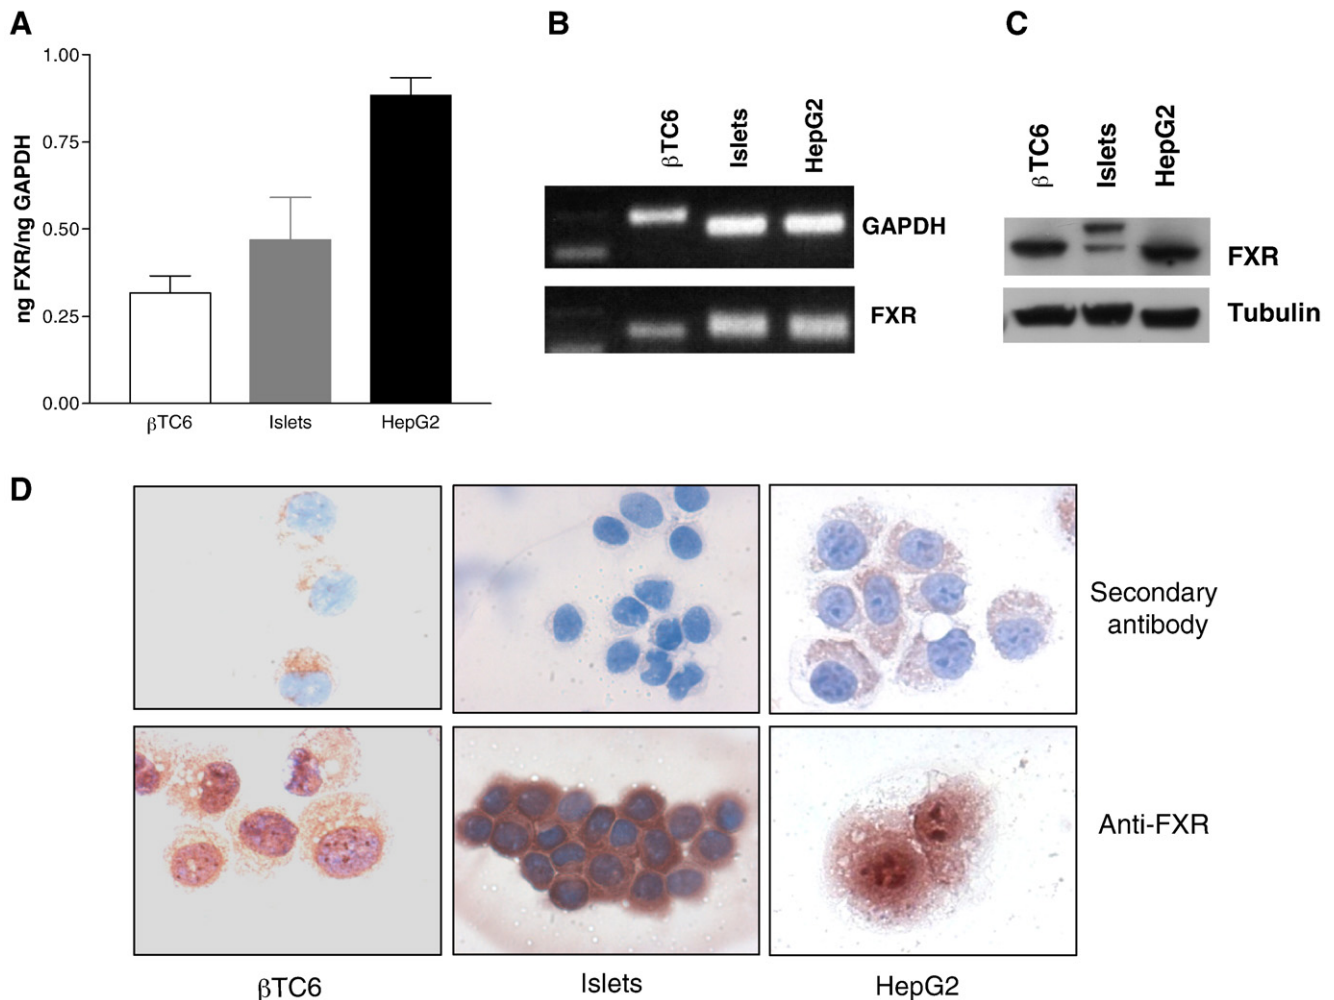 A
ng FXR/ng GAPDH
1.00
0.75
0.50
0.25
0.00
βTC6
Islets
HepG2
B
βTC6
Islets
HepG2
GAPDH
FXR
C
βTC6
Islets
HepG2
FXR
Tubulin
D
Secondary
antibody
Anti-FXR
βTC6
Islets
HepG2